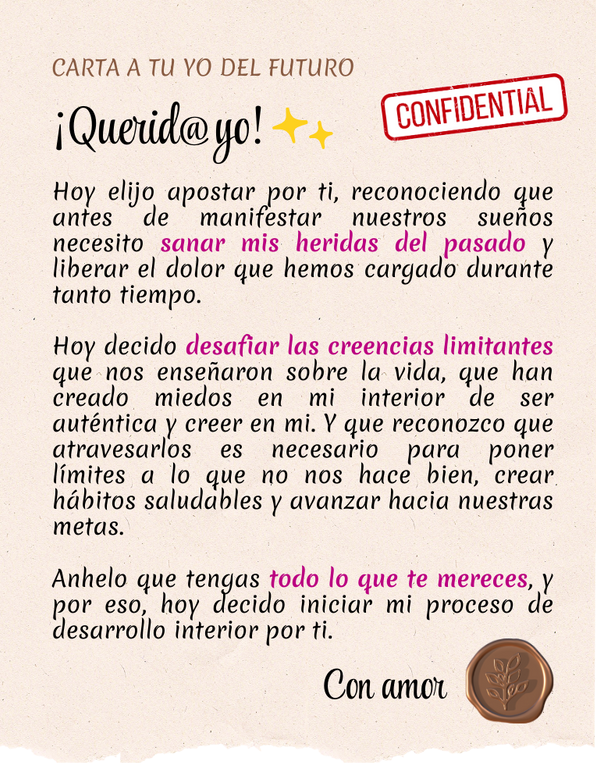 CARTA A TU YO DEL FUTURO
CONFIDENTIAL
¡Querid@ yo!
Hoy elijo apostar por ti, reconociendo que
antes de manifestar nuestros sueños
necesito sanar mis heridas del pasado y
liberar el dolor que hemos cargado durante
tanto tiempo.
Hoy decido desafiar las creencias limitantes
que nos enseñaron sobre la vida, que han
creado miedos en mi interior de ser
auténtica y creer en mi. Y que reconozco que
atravesarlos es necesario para poner
límites a lo que no nos hace bien, crear
hábitos saludables y avanzar hacia nuestras
metas.
Anhelo que tengas todo lo que te mereces, y
por eso, hoy decido iniciar mi proceso de
desarrollo interior por ti.
Con amor